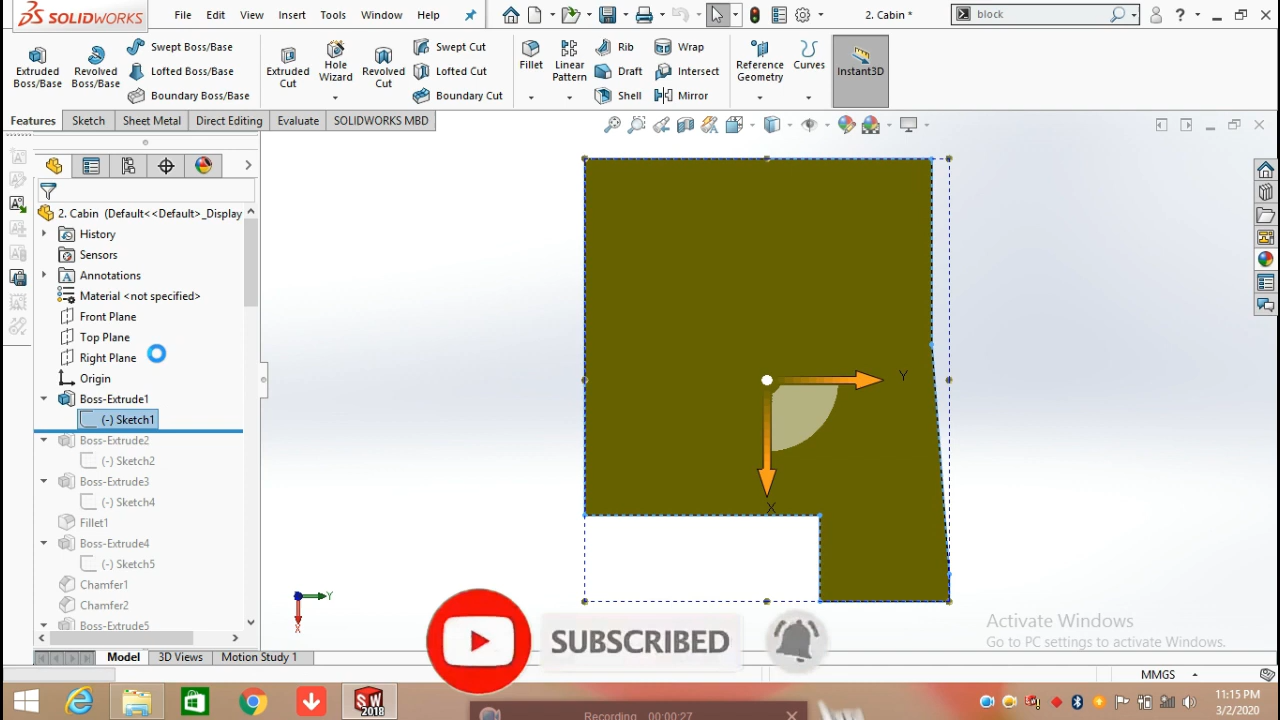 SOLIDWORKS File Edit View Insert Tools Window Help 2. Cabin * block ?
Extruded Boss/Base
Revolved Boss/Base
Swept Boss/Base
Lofted Boss/Base
Boundary Boss/Base
Extruded Cut
Hole Wizard
Revolved Cut
Swept Cut
Lofted Cut
Boundary Cut
Fillet
Linear Pattern
Rib
Draft
Shell
Wrap
Intersect
Mirror
Reference Geometry
Curves
Instant3D
Features Sketch Sheet Metal Direct Editing Evaluate SOLIDWORKS MBD
2. Cabin (Default<<Default>_Display
History
Sensors
Annotations
Material <not specified>
Front Plane
Top Plane
Right Plane
Origin
Boss-Extrude1
(-) Sketch1
Boss-Extrude2
(-) Sketch2
Boss-Extrude3
(-) Sketch4
Fillet1
Boss-Extrude4
(-) Sketch5
Chamfer1
Chamfer2
Boss-Extrude5
Y
X
Y
X
SUBSCRIBED
Activate Windows
Go to PC settings to activate Windows.
Model 3D Views Motion Study 1
MMGS
SW
2018
Recording 00:00:27
11:15 PM
3/2/2020